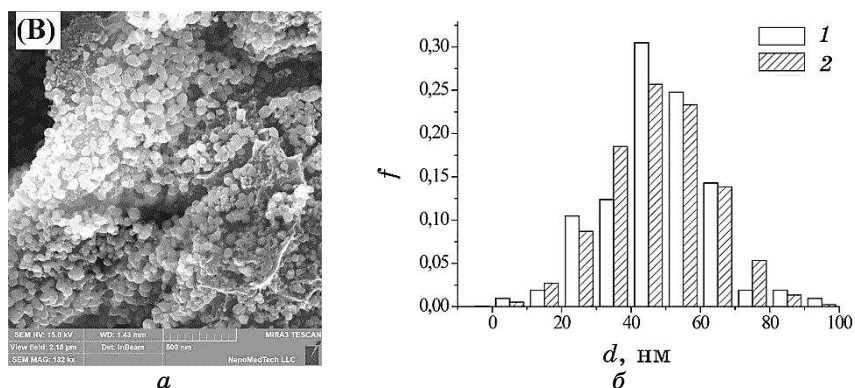 (B)
SEM HV: 15.0 kV WD: 1.43 mm MIRA3 TESCAN
View field: 2.18 µm Det: InBeam 500 nm
SEM MAG: 132 kx NanoMedTech LLC
a
1
2
0,30
0,25
0,20
0,15
0,10
0,05
0,00
f
0 20 40 60 80 100
d, нм
б